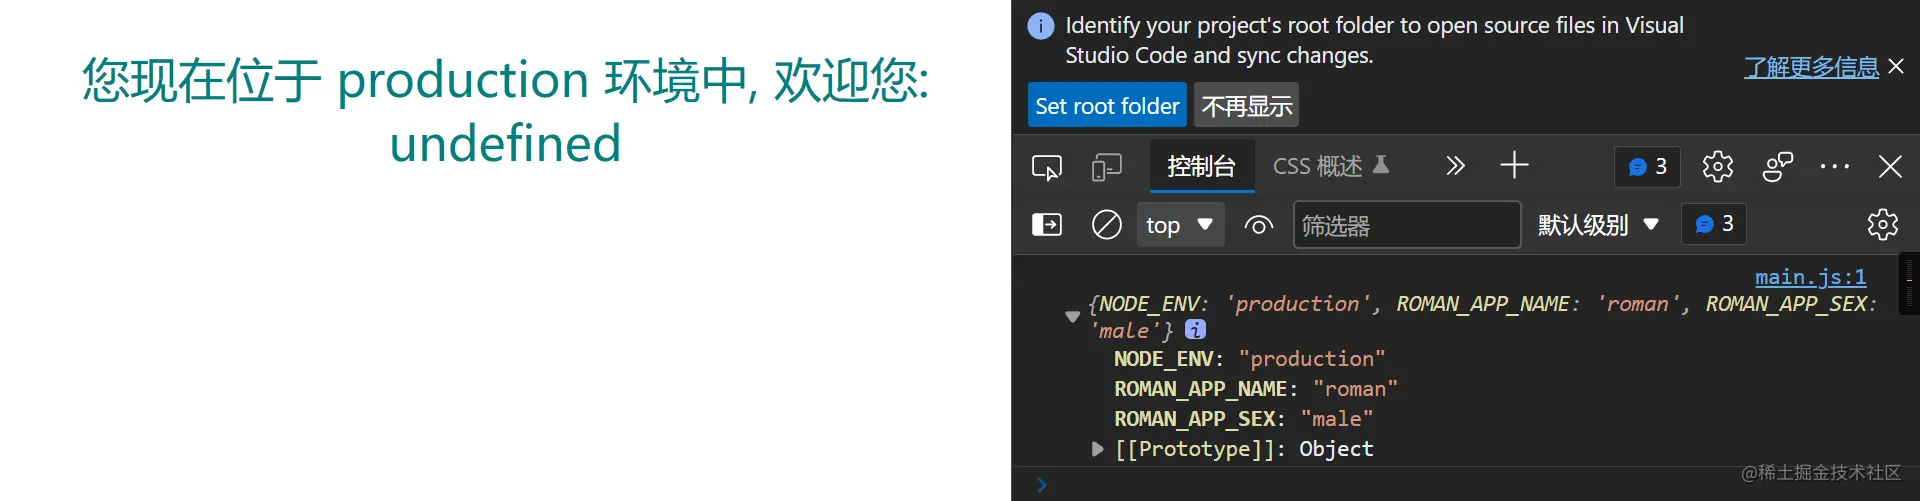 您现在位于 production 环境中, 欢迎您:
undefined
Identify your project's root folder to open source files in Visual
Studio Code and sync changes.
了解更多信息
Set root folder
不再显示
控制台
CSS 概述
3
top
筛选器
默认级别
3
main.js:1
{NODE_ENV: 'production', ROMAN_APP_NAME: 'roman', ROMAN_APP_SEX:
'male'}
NODE_ENV: "production"
ROMAN_APP_NAME: "roman"
ROMAN_APP_SEX: "male"
[[Prototype]]: Object
@稀土掘金技术社区